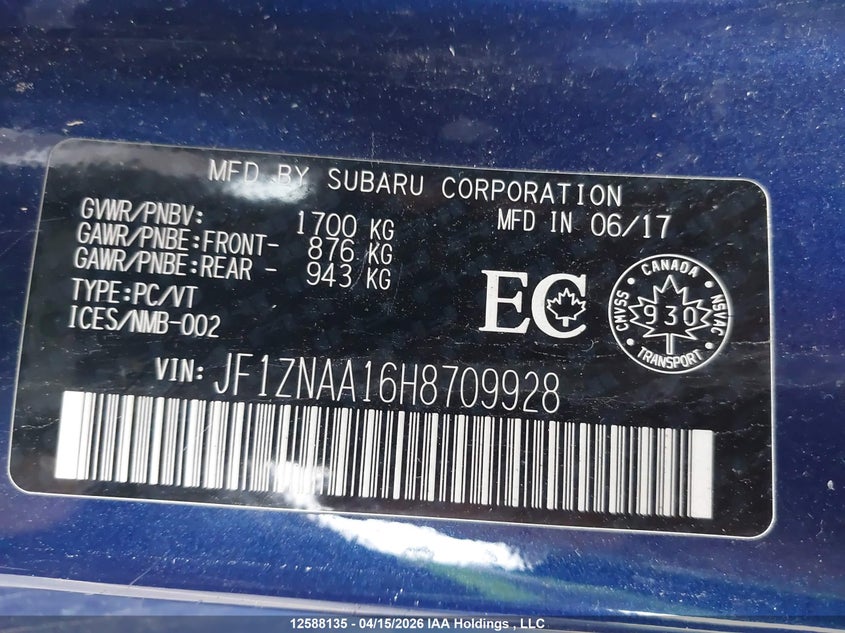 MFD BY SUBARU CORPORATION
GVWR/PNBV: 1700 KG MFD IN 06/17
GAWR/PNBE:FRONT- 876 KG
GAWR/PNBE:REAR - 943 KG
TYPE:PC/VT
ICES/NMB-002
EC
CANADA
CMVSS 930 NSVAC
TRANSPORT
VIN: JF1ZNAA16H8709928
12588135 - 04/15/2026 IAA Holdings , LLC